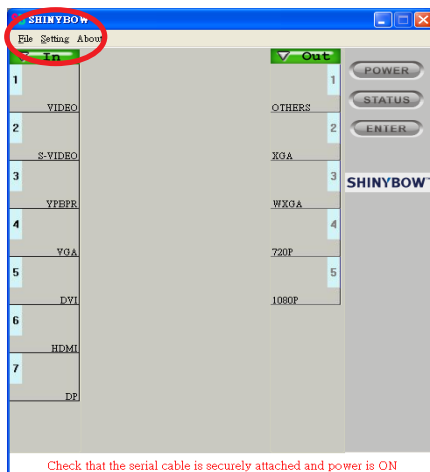 SHINYBOW
File Setting About
In
Out
1
VIDEO
2
S-VIDEO
3
YPBPR
4
VGA
5
DVI
6
HDMI
7
DP
1
OTHERS
2
XGA
3
WXGA
4
720P
5
1080P
POWER
STATUS
ENTER
SHINYBOW
Check that the serial cable is securely attached and power is ON